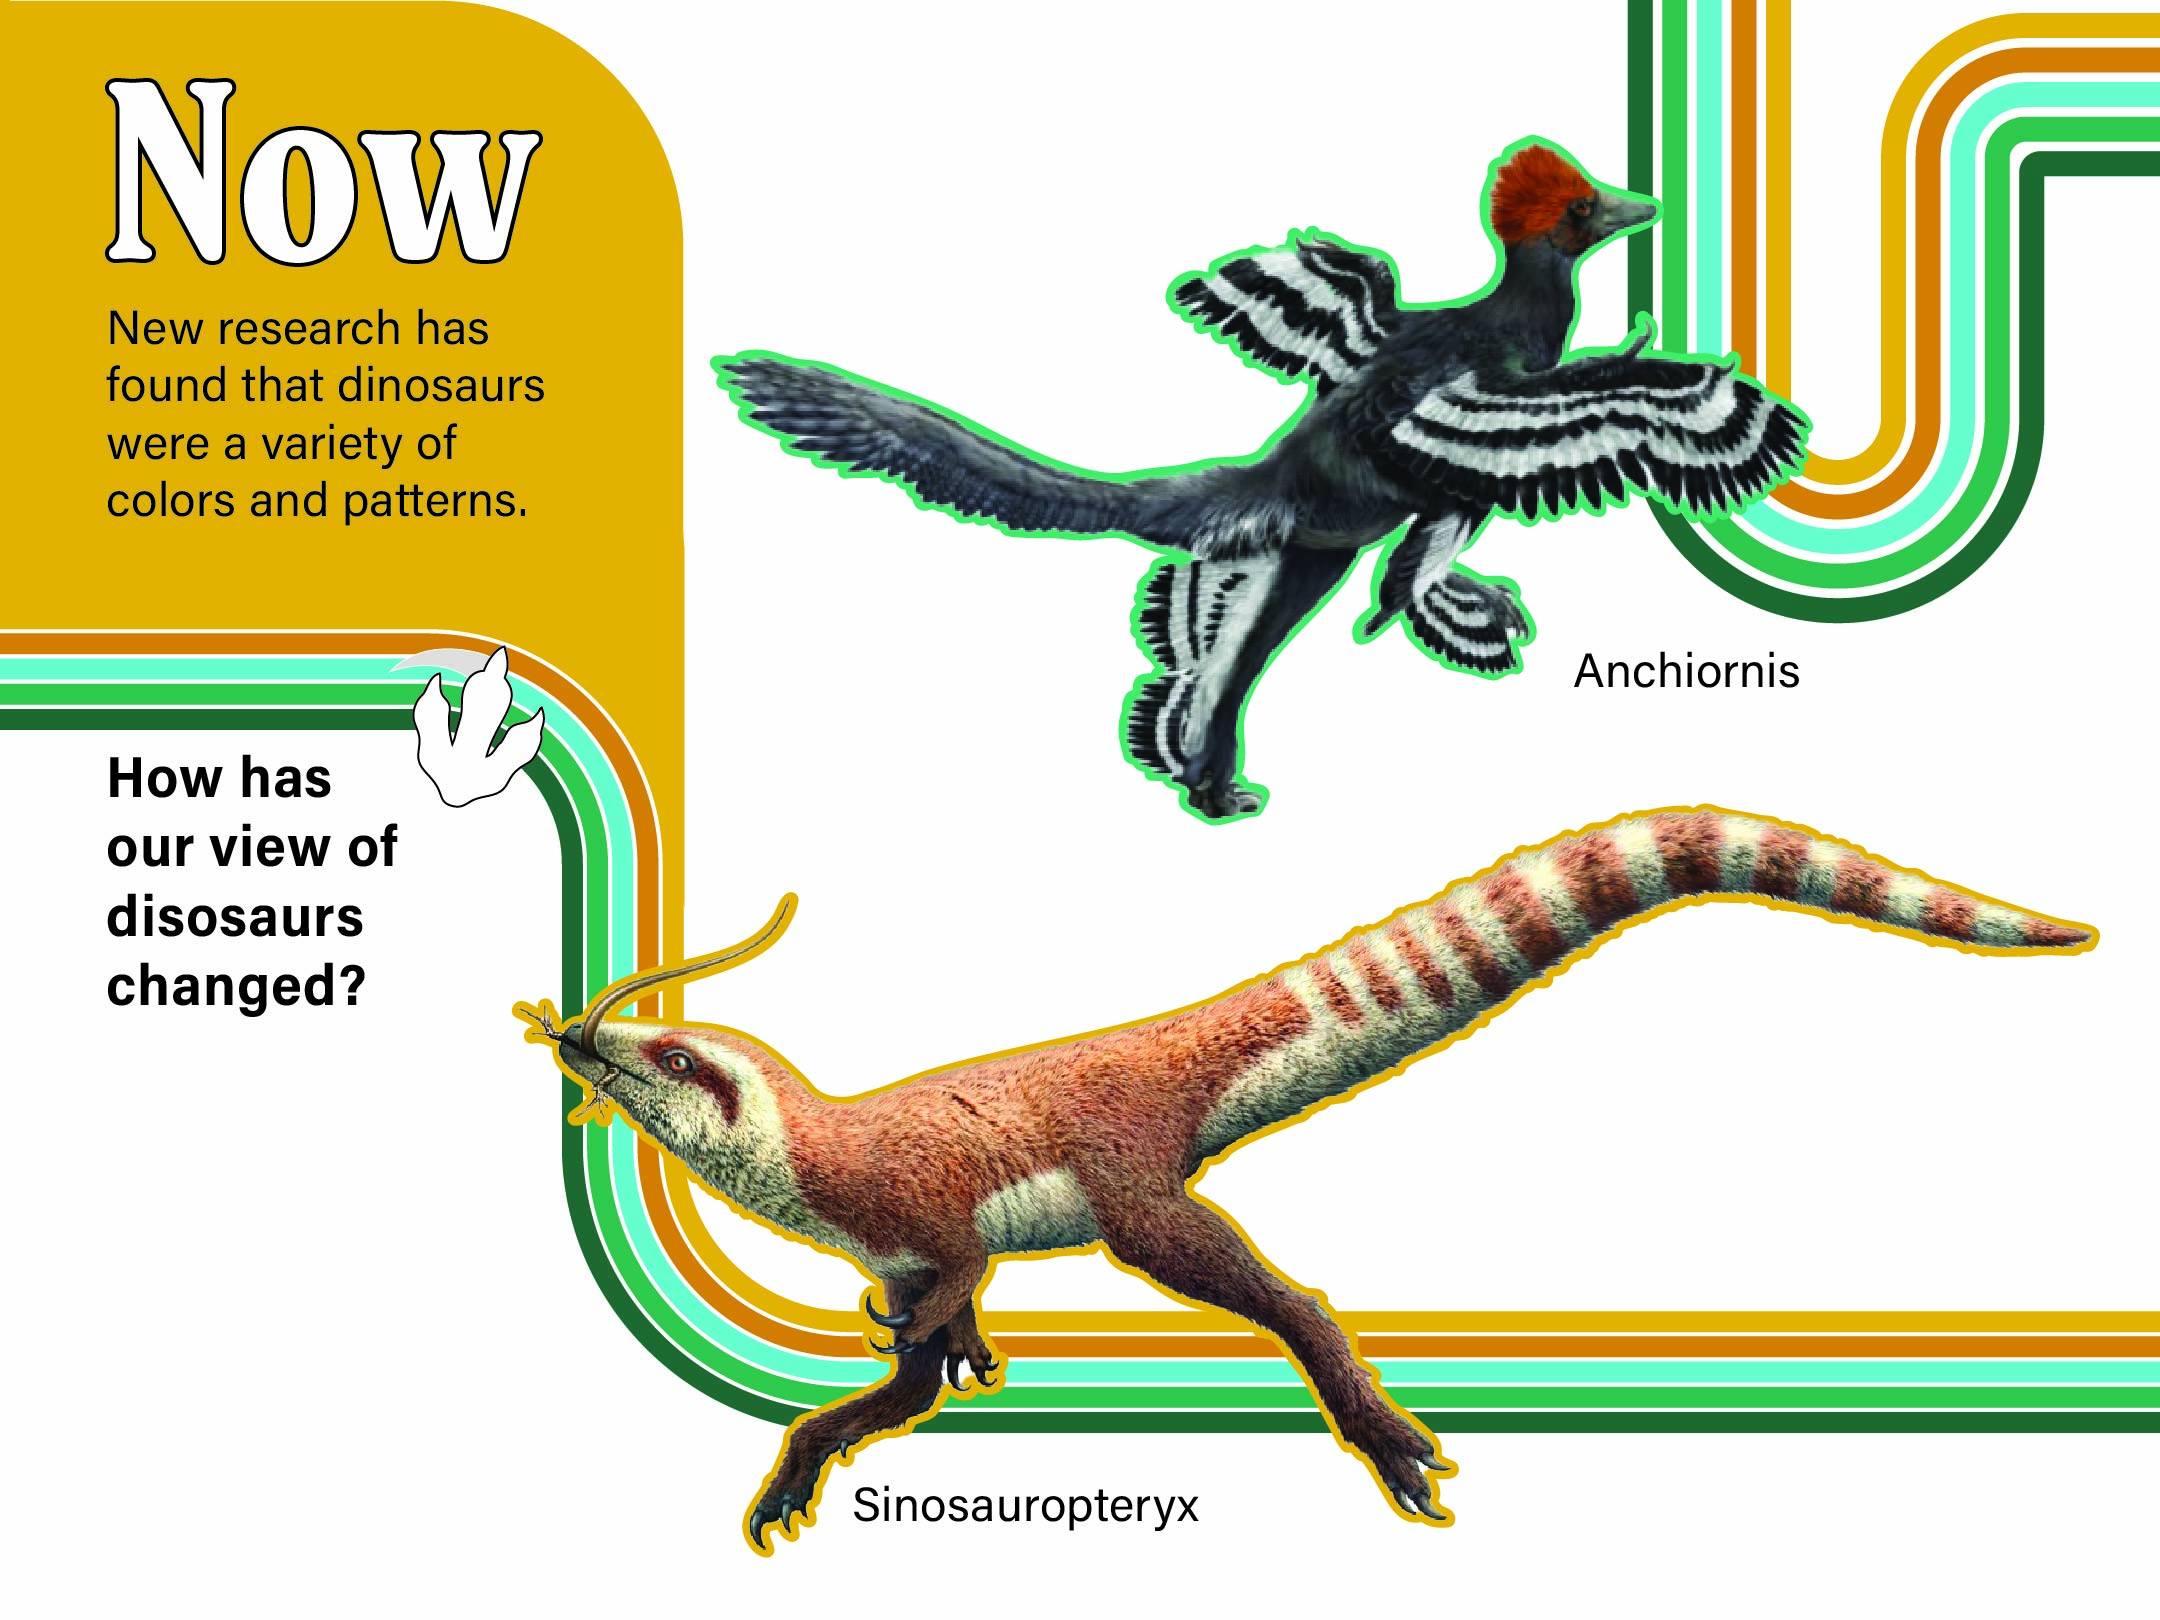 Now
New research has
found that dinosaurs
were a variety of
colors and patterns.
How has
our view of
disosaurs
changed?
Anchiornis
Sinosauropteryx